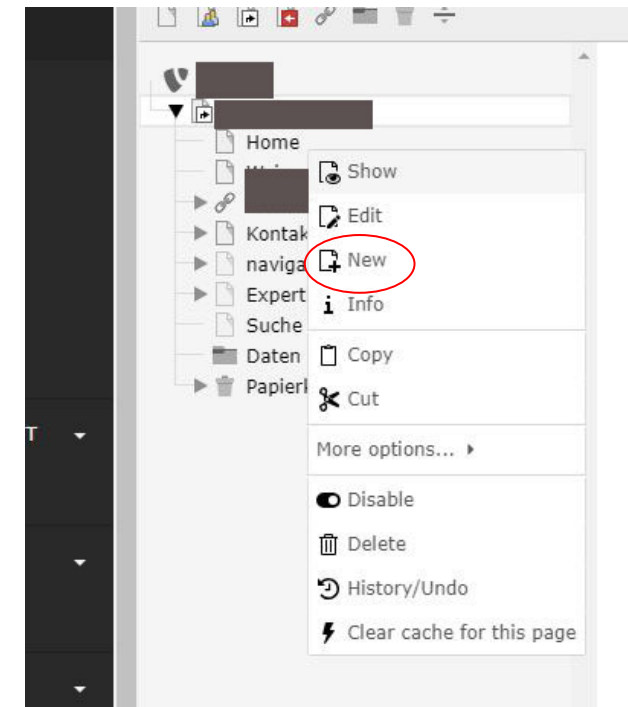 Home
Show
Edit
Kontak
New
naviga
Expert
Info
Suche
Copy
Daten
Papierk
Cut
T
More options...
Disable
Delete
History/Undo
Clear cache for this page